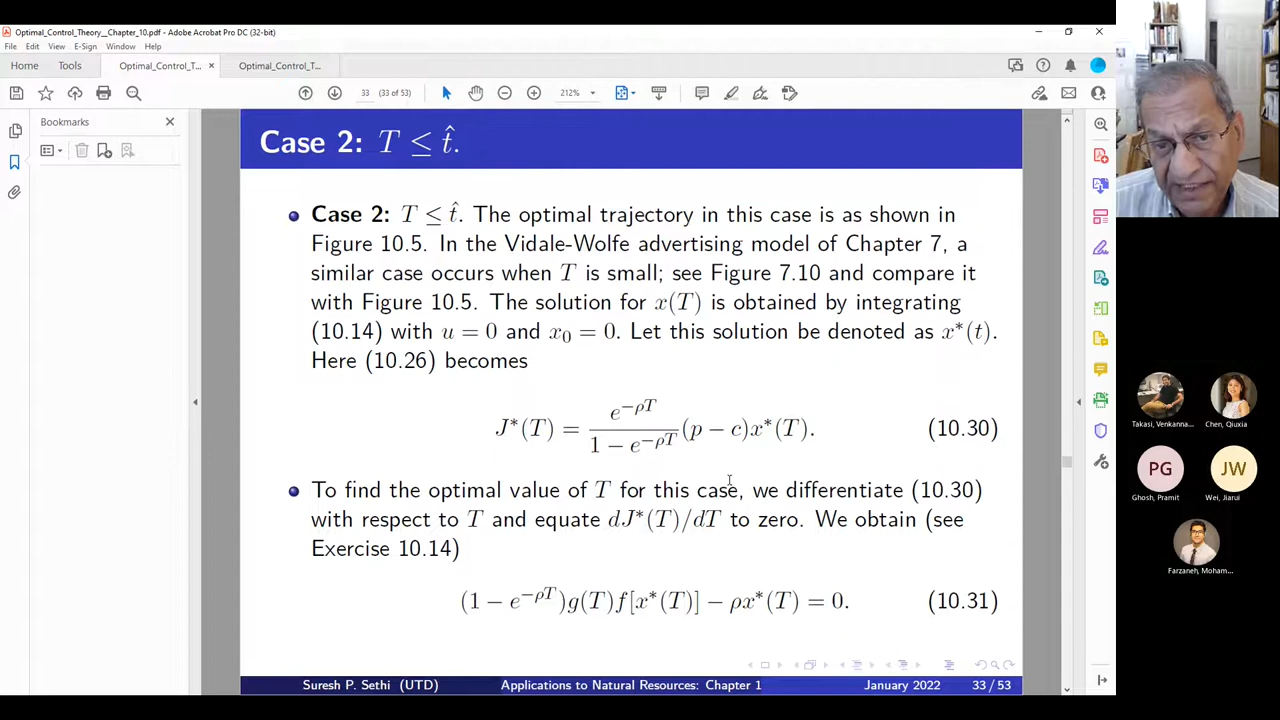 Optimal_Control_Theory__Chapter_10.pdf - Adobe Acrobat Pro DC (32-bit)
File Edit View E-Sign Window Help
Home Tools Optimal_Control_T... × Optimal_Control_T...
33 (33 of 53) 212%
Bookmarks
Case 2: T ≤ t̂.
Case 2: T ≤ t̂. The optimal trajectory in this case is as shown in
Figure 10.5. In the Vidale-Wolfe advertising model of Chapter 7, a
similar case occurs when T is small; see Figure 7.10 and compare it
with Figure 10.5. The solution for x(T) is obtained by integrating
(10.14) with u = 0 and x₀ = 0. Let this solution be denoted as x*(t).
Here (10.26) becomes
J*(T) = e^{-ρT} / (1 − e^{-ρT}) (p − c)x*(T). (10.30)
To find the optimal value of T for this case, we differentiate (10.30)
with respect to T and equate dJ*(T)/dT to zero. We obtain (see
Exercise 10.14)
(1 − e^{-ρT})g(T)f[x*(T)] − ρx*(T) = 0. (10.31)
Suresh P. Sethi (UTD) Applications to Natural Resources: Chapter 1 January 2022 33 / 53
Takasi, Venkanna... Chen, Qiuxia
PG JW
Ghosh, Pramit Wei, Jiarui
Farzaneh, Moham...